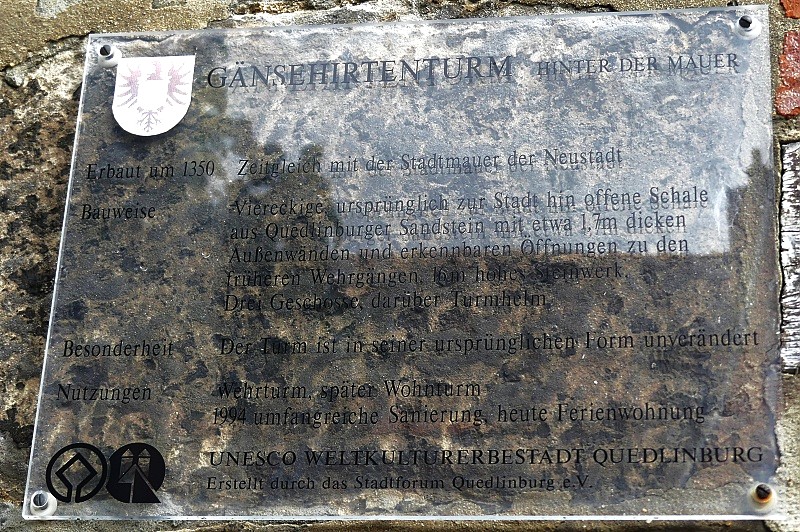 GÄNSEHIRTENTURM HINTER DER MAUER
Erbaut um 1350 Zeitgleich mit der Stadtmauer der Neustadt
Bauweise Viereckige, ursprünglich zur Stadt hin offene Schale
aus Quedlinburger Sandstein mit etwa 1,7m dicken
Außenwänden und erkennbaren Öffnungen zu den
früheren Wehrgängen, 16m hohes Steinwerk.
Drei Geschosse, darüber Turmhelm.
Besonderheit Der Turm ist in seiner ursprünglichen Form unverändert
Nutzungen Wehrturm, später Wohnturm
1994 umfangreiche Sanierung, heute Ferienwohnung
UNESCO WELTKULTURERBESTADT QUEDLINBURG
Erstellt durch das Stadtforum Quedlinburg e.V.